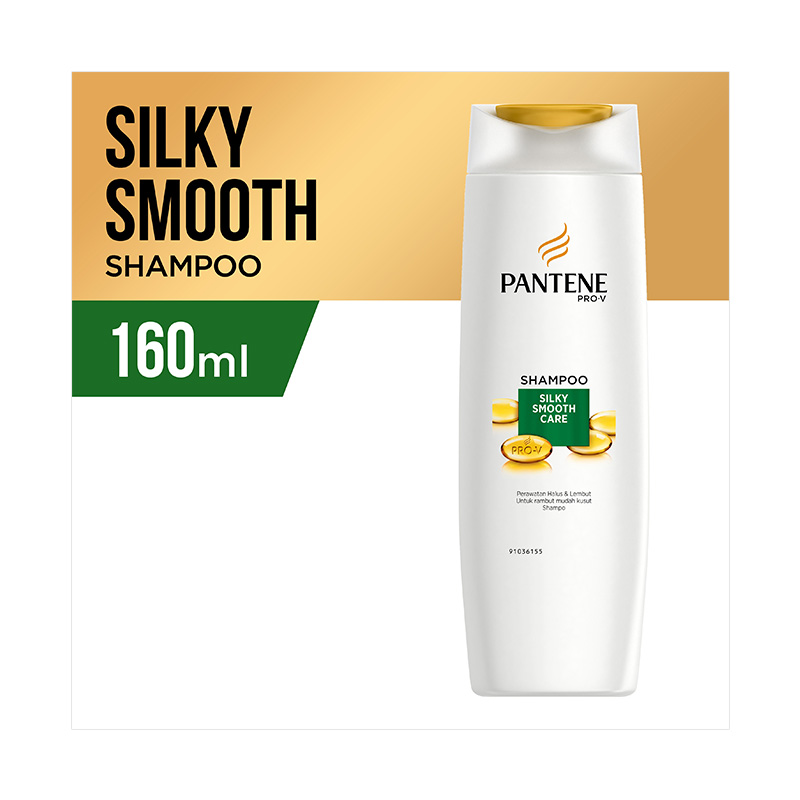 SILKY
SMOOTH
SHAMPOO
160ml
PANTENE
PRO-V
SHAMPOO
SILKY
SMOOTH
CARE
PRO-V
Perawatan Halus & Lembut
Untuk rambut mudah kusut
Shampo
91036155